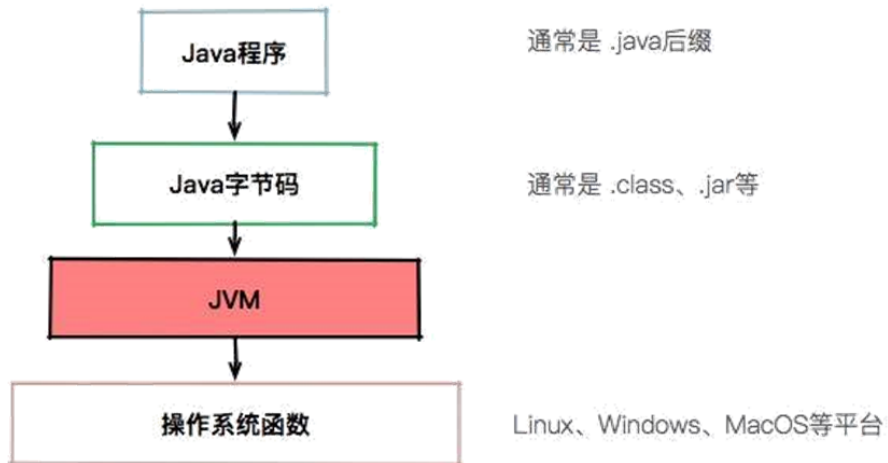 Java程序
通常是 .java后缀
Java字节码
通常是 .class、.jar等
JVM
操作系统函数
Linux、Windows、MacOS等平台